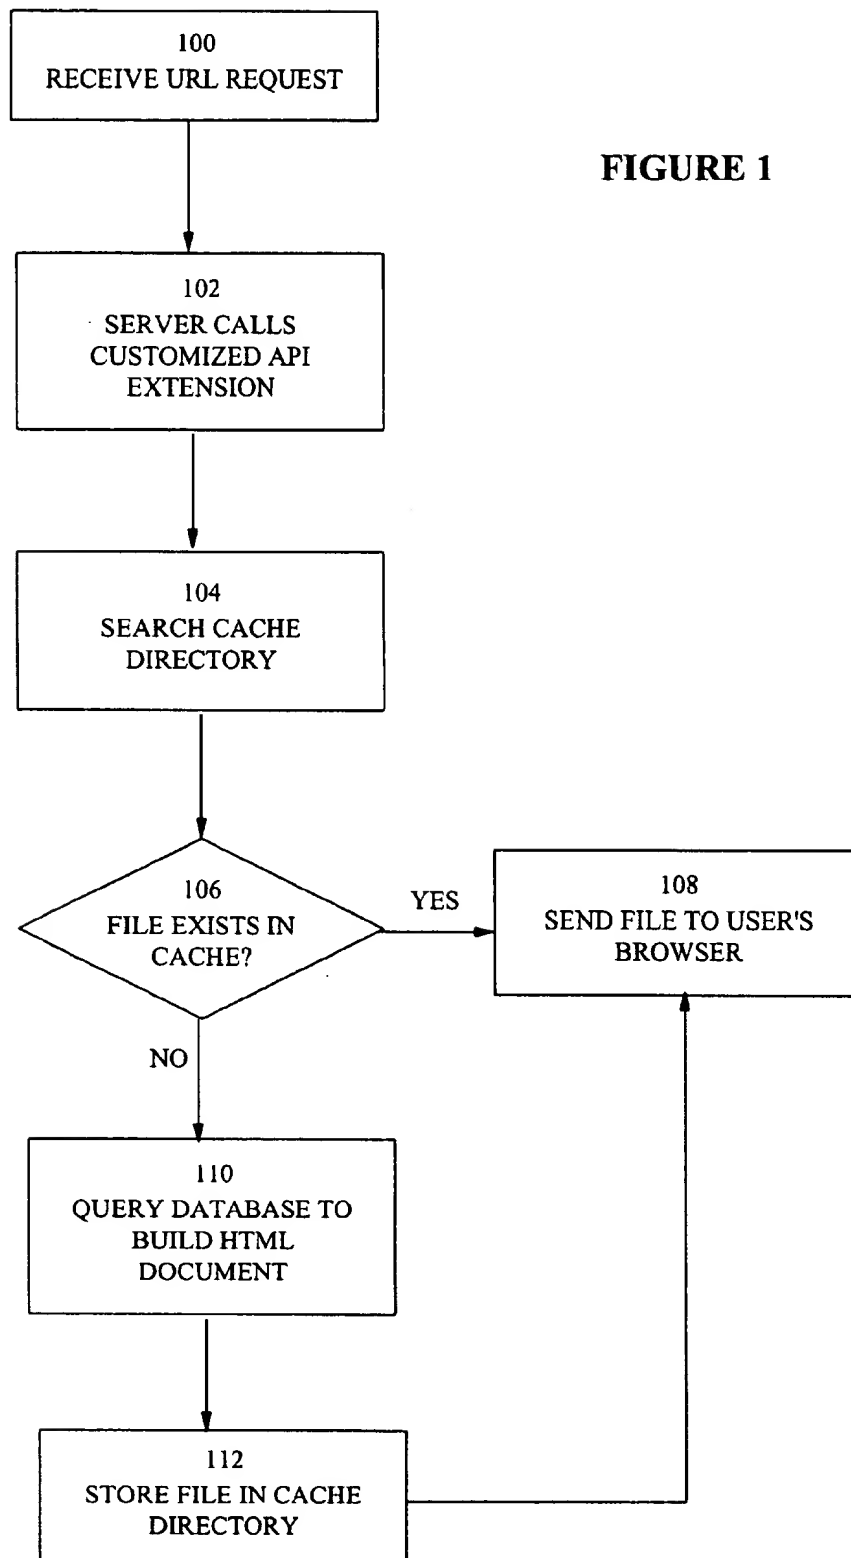 100
RECEIVE URL REQUEST
FIGURE 1
102
SERVER CALLS
CUSTOMIZED API
EXTENSION
104
SEARCH CACHE
DIRECTORY
106
FILE EXISTS IN
CACHE?
YES
108
SEND FILE TO USER'S
BROWSER
NO
110
QUERY DATABASE TO
BUILD HTML
DOCUMENT
112
STORE FILE IN CACHE
DIRECTORY